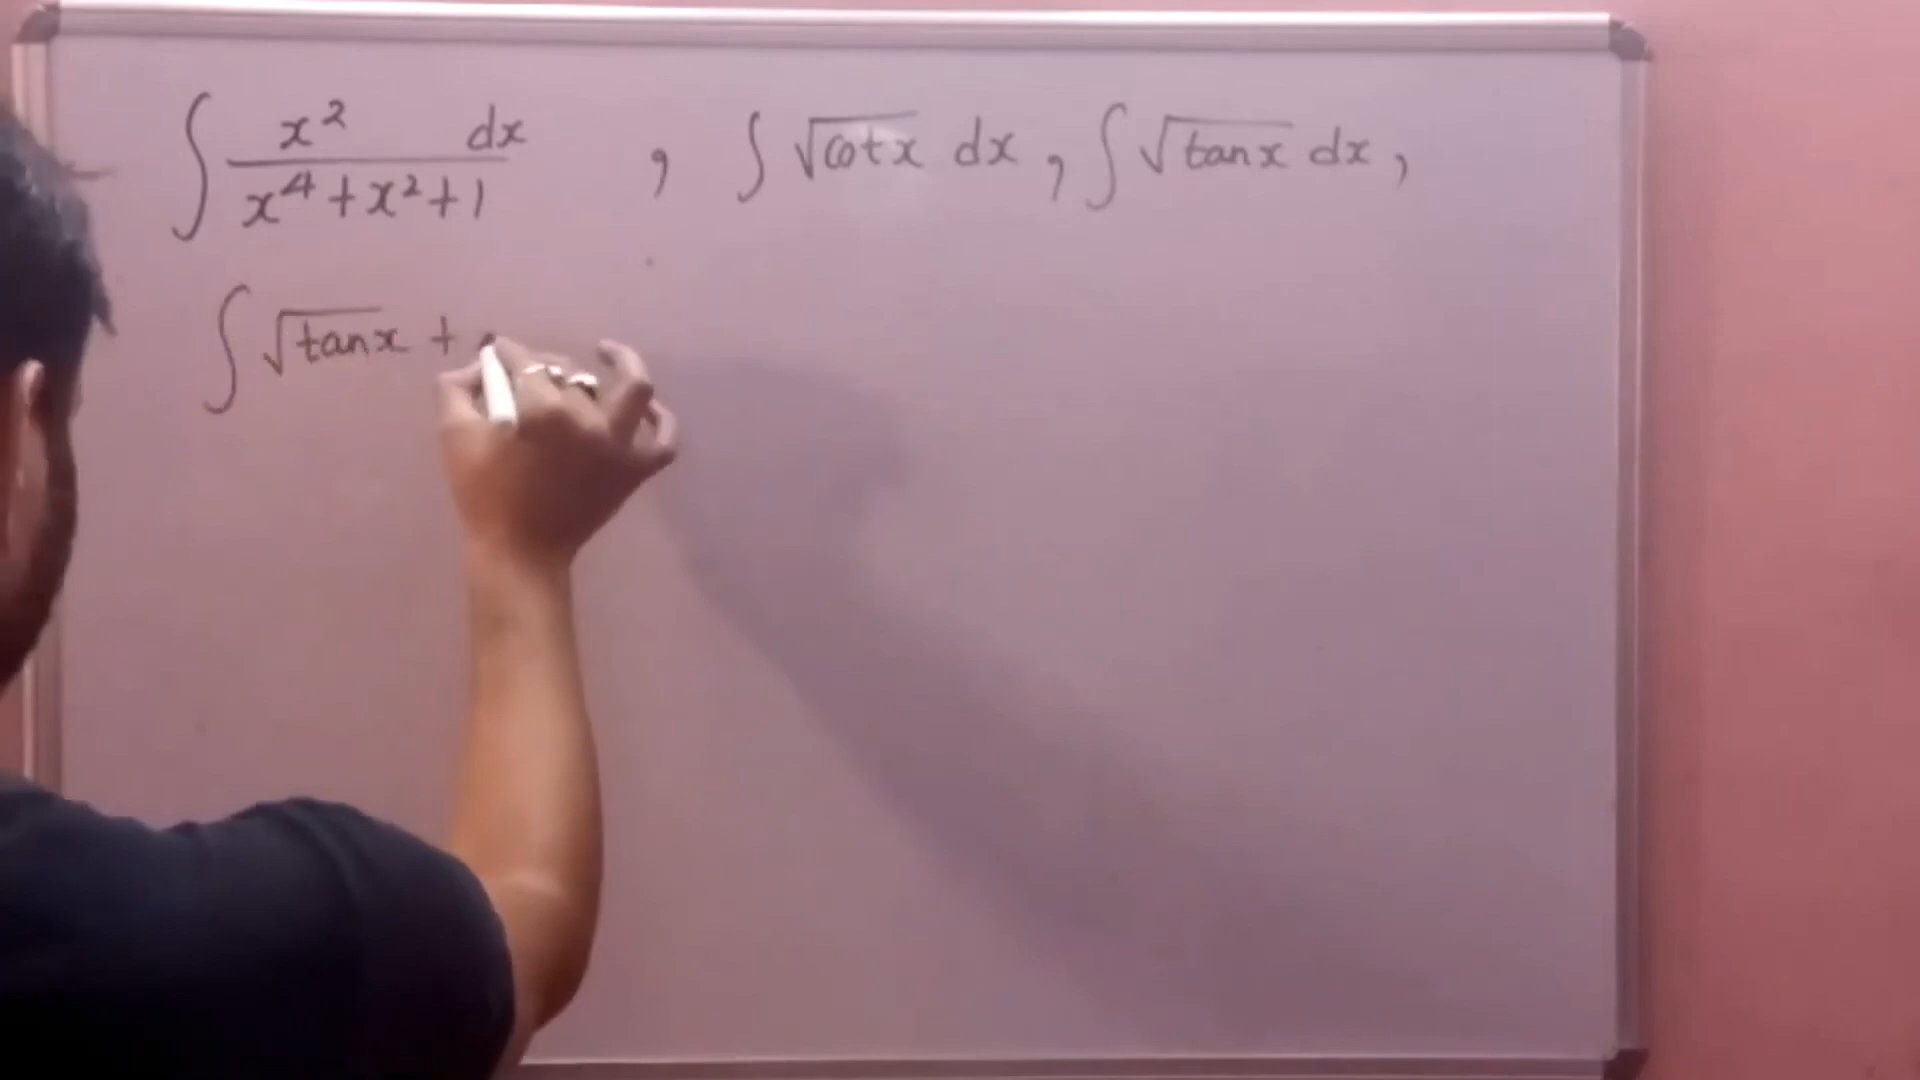 ∫ x² dx / x⁴+x²+1 , ∫ √cotx dx, ∫ √tanx dx,
∫ √tanx +